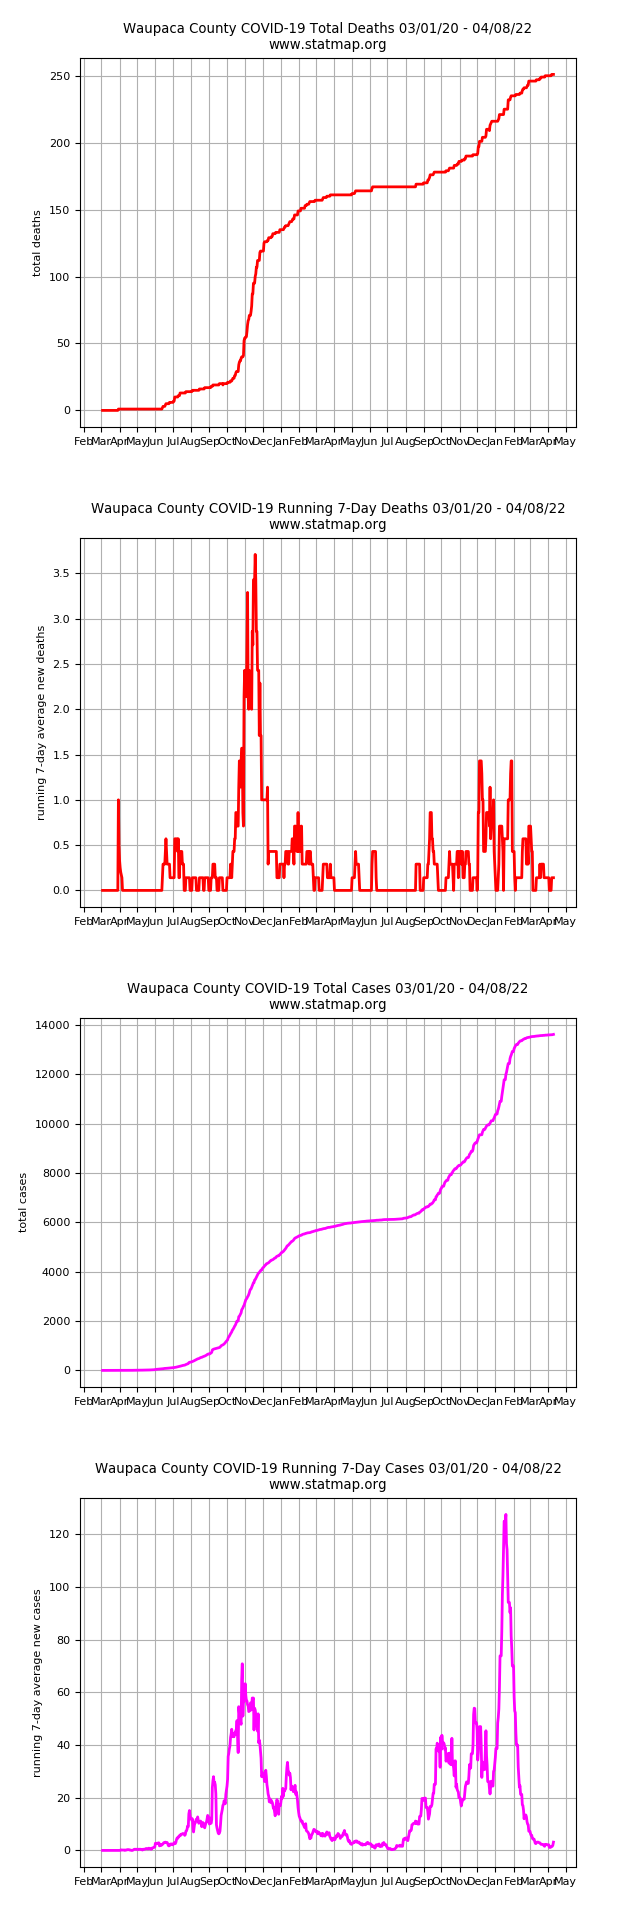 Waupaca County COVID-19 Total Deaths 03/01/20 - 04/08/22
www.statmap.org
250
200
150
100
50
0
total deaths
Feb Mar Apr May Jun Jul Aug Sep Oct Nov Dec Jan Feb Mar Apr May Jun Jul Aug Sep Oct Nov Dec Jan Feb Mar Apr May
Waupaca County COVID-19 Running 7-Day Deaths 03/01/20 - 04/08/22
www.statmap.org
3.5
3.0
2.5
2.0
1.5
1.0
0.5
0.0
running 7-day average new deaths
Feb Mar Apr May Jun Jul Aug Sep Oct Nov Dec Jan Feb Mar Apr May Jun Jul Aug Sep Oct Nov Dec Jan Feb Mar Apr May
Waupaca County COVID-19 Total Cases 03/01/20 - 04/08/22
www.statmap.org
14000
12000
10000
8000
6000
4000
2000
0
total cases
Feb Mar Apr May Jun Jul Aug Sep Oct Nov Dec Jan Feb Mar Apr May Jun Jul Aug Sep Oct Nov Dec Jan Feb Mar Apr May
Waupaca County COVID-19 Running 7-Day Cases 03/01/20 - 04/08/22
www.statmap.org
120
100
80
60
40
20
0
running 7-day average new cases
Feb Mar Apr May Jun Jul Aug Sep Oct Nov Dec Jan Feb Mar Apr May Jun Jul Aug Sep Oct Nov Dec Jan Feb Mar Apr May